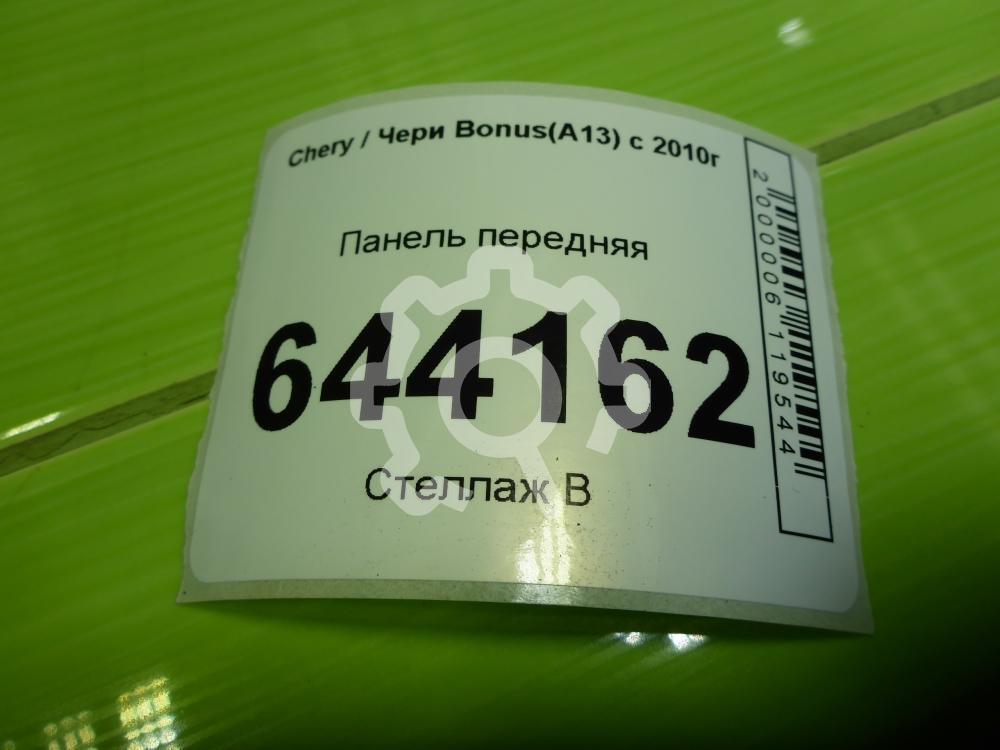 Chery / Чери Bonus(A13) с 2010г
Панель передняя
644162
Стеллаж В
2000006119544